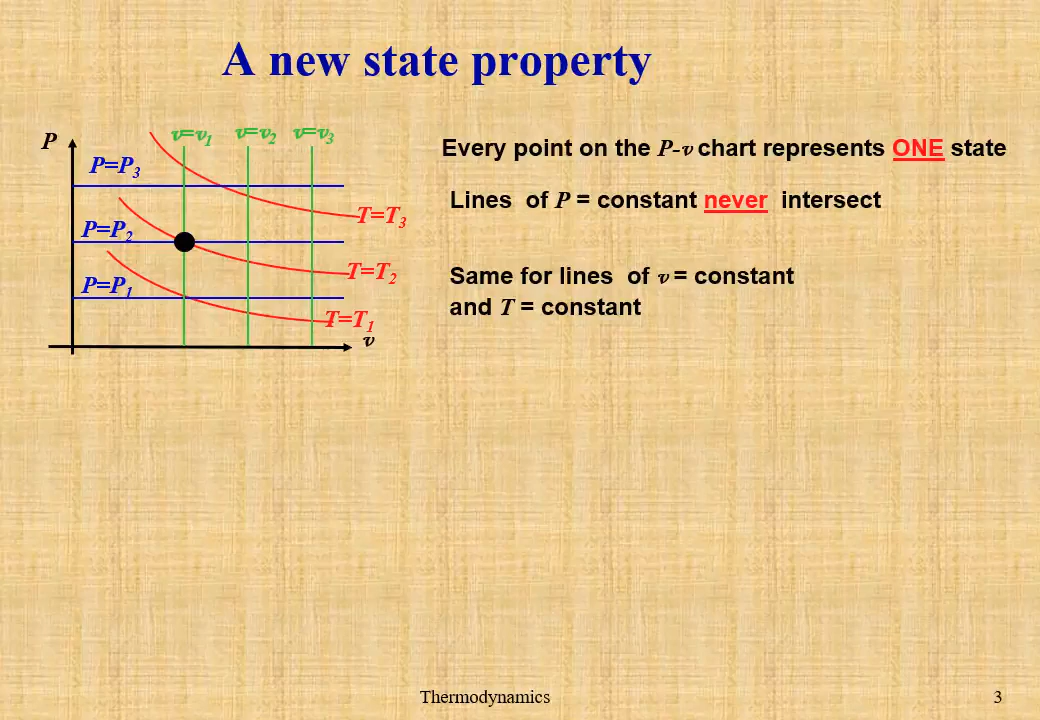 A new state property
P
v=v1 v=v2 v=v3
P=P3
P=P2
P=P1
T=T3
T=T2
T=T1
v
Every point on the P-v chart represents ONE state
Lines of P = constant never intersect
Same for lines of v = constant
and T = constant
Thermodynamics
3